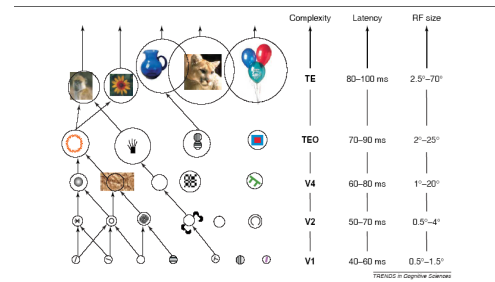 Complexity Latency RF size
TE 80–100 ms 2.5°–70°
TEO 70–90 ms 2°–25°
V4 60–80 ms 1°–20°
V2 50–70 ms 0.5°–4°
V1 40–60 ms 0.5°–1.5°
TRENDS in Cognitive Sciences